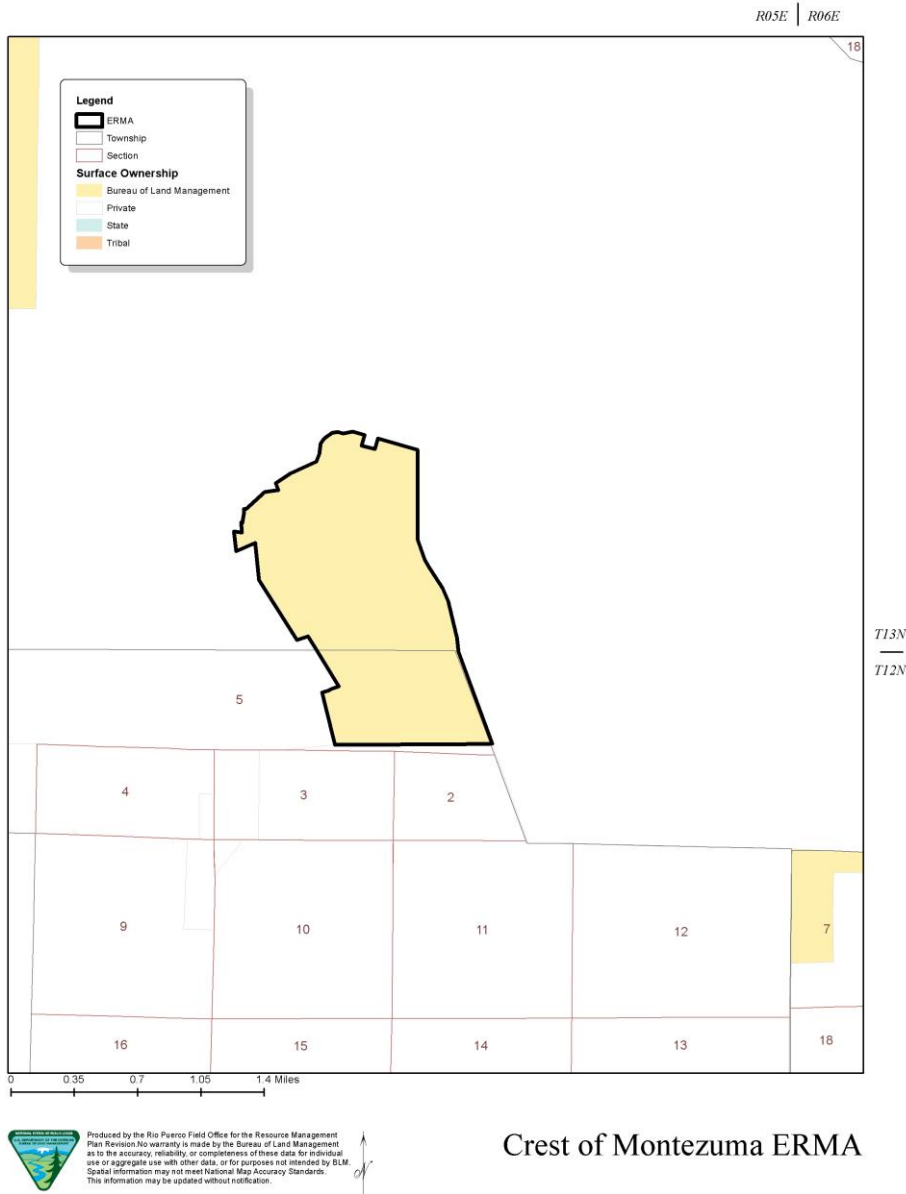 R05E | R06E
18
Legend
ERMA
Township
Section
Surface Ownership
Bureau of Land Management
Private
State
Tribal
T13N
T12N
5
4
3
2
9
10
11
12
7
16
15
14
13
18
0 0.35 0.7 1.05 1.4 Miles
Produced by the Rio Puerco Field Office for the Resource Management
Plan Revision.No warranty is made by the Bureau of Land Management
as to the accuracy, reliability, or completeness of these data for individual
use or aggregate use with other data, or for purposes not intended by BLM.
Spatial information may not meet National Map Accuracy Standards.
This information may be updated without notification.
N
Crest of Montezuma ERMA